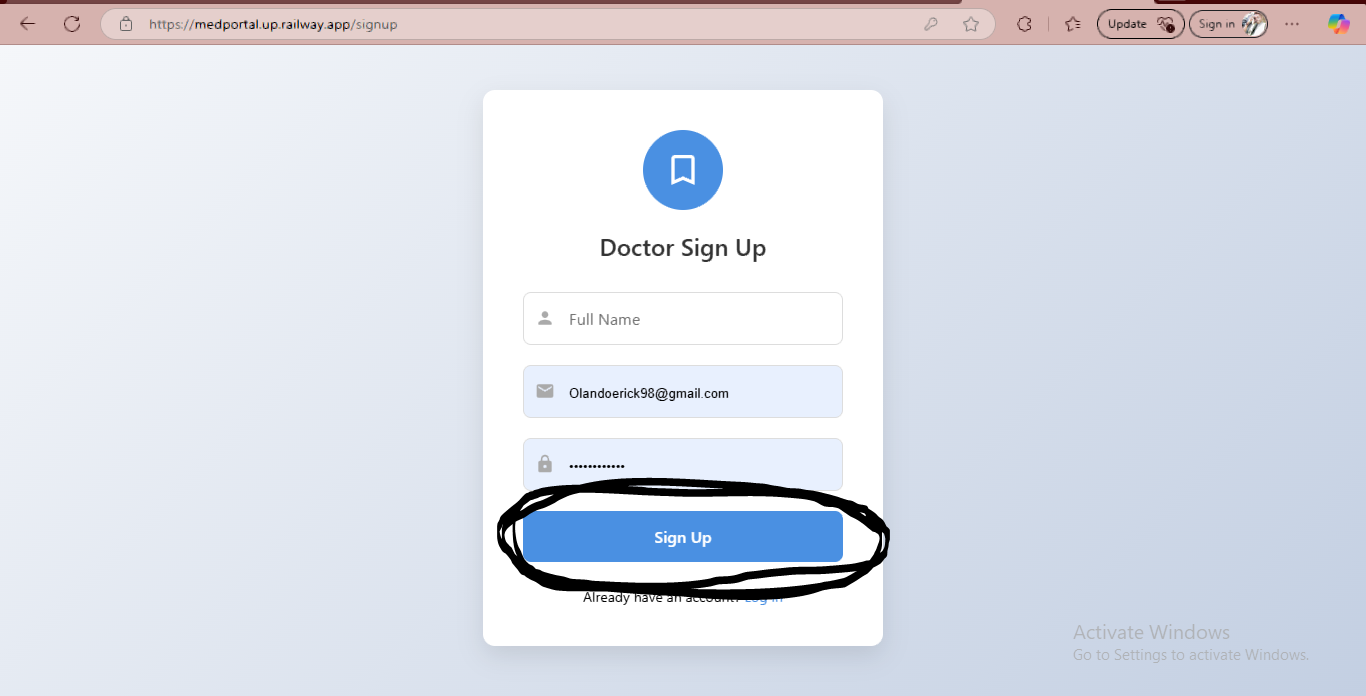 https://medportal.up.railway.app/signup
Update
Sign in
Doctor Sign Up
Full Name
Olandoerick98@gmail.com
••••••••••••
Sign Up
Already have an account? Log In
Activate Windows
Go to Settings to activate Windows.